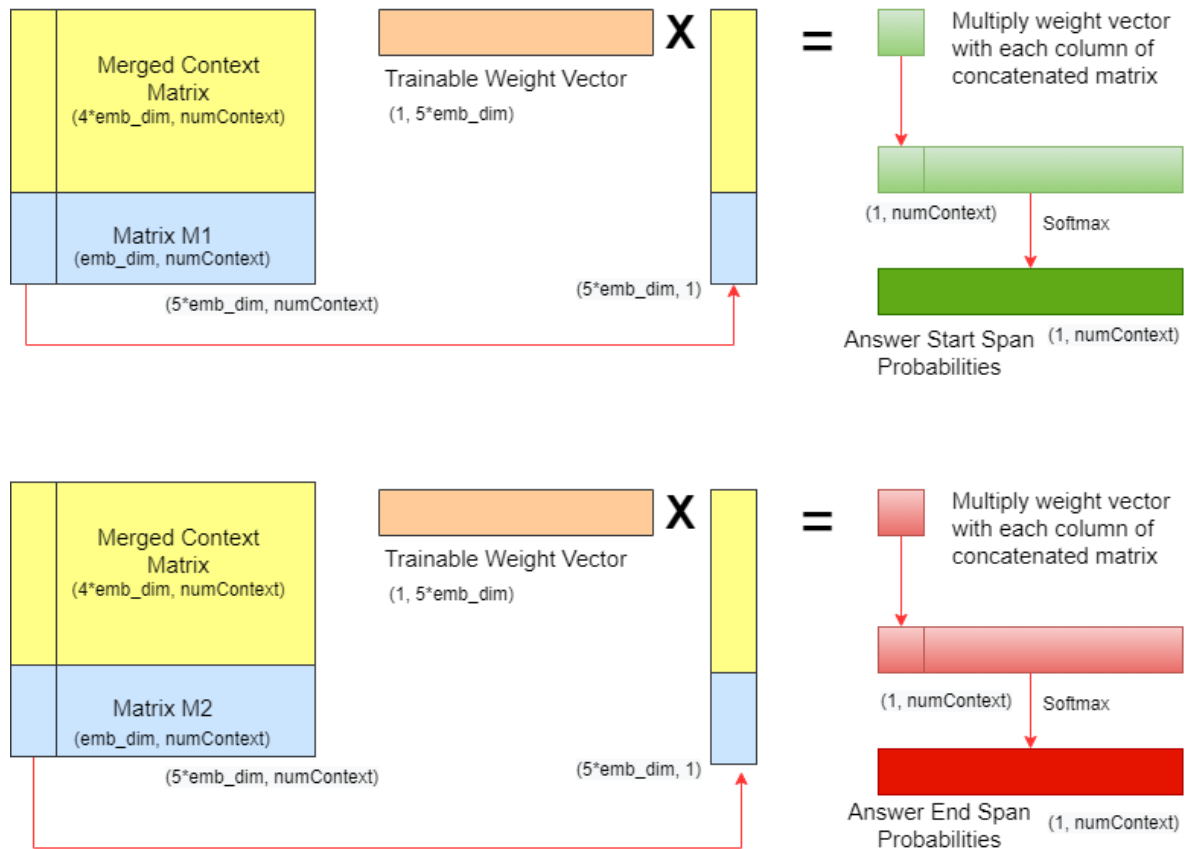 Merged Context
Matrix
(4*emb_dim, numContext)
Matrix M1
(emb_dim, numContext)
(5*emb_dim, numContext)
Trainable Weight Vector
(1, 5*emb_dim)
X
(5*emb_dim, 1)
=
Multiply weight vector
with each column of
concatenated matrix
(1, numContext)
Softmax
Answer Start Span
Probabilities
(1, numContext)
Merged Context
Matrix
(4*emb_dim, numContext)
Matrix M2
(emb_dim, numContext)
(5*emb_dim, numContext)
Trainable Weight Vector
(1, 5*emb_dim)
X
(5*emb_dim, 1)
=
Multiply weight vector
with each column of
concatenated matrix
(1, numContext)
Softmax
Answer End Span
Probabilities
(1, numContext)